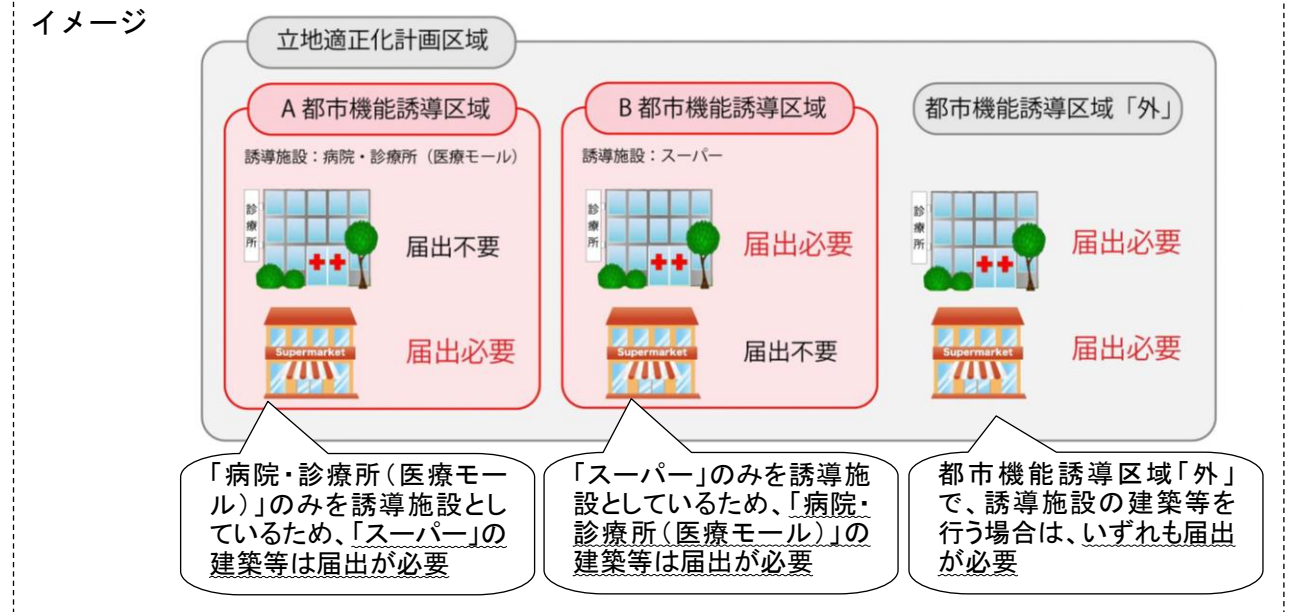 イメージ
立地適正化計画区域
A 都市機能誘導区域
誘導施設：病院・診療所（医療モール）
診療所
届出不要
Supermarket
届出必要
B 都市機能誘導区域
誘導施設：スーパー
診療所
届出必要
Supermarket
届出不要
都市機能誘導区域「外」
診療所
届出必要
Supermarket
届出必要
「病院・診療所（医療モー
ル）」のみを誘導施設とし
ているため、「スーパー」の
建築等は届出が必要
「スーパー」のみを誘導施
設としているため、「病院・
診療所（医療モール）」の
建築等は届出が必要
都市機能誘導区域「外」
で、誘導施設の建築等を
行う場合は、いずれも届出
が必要